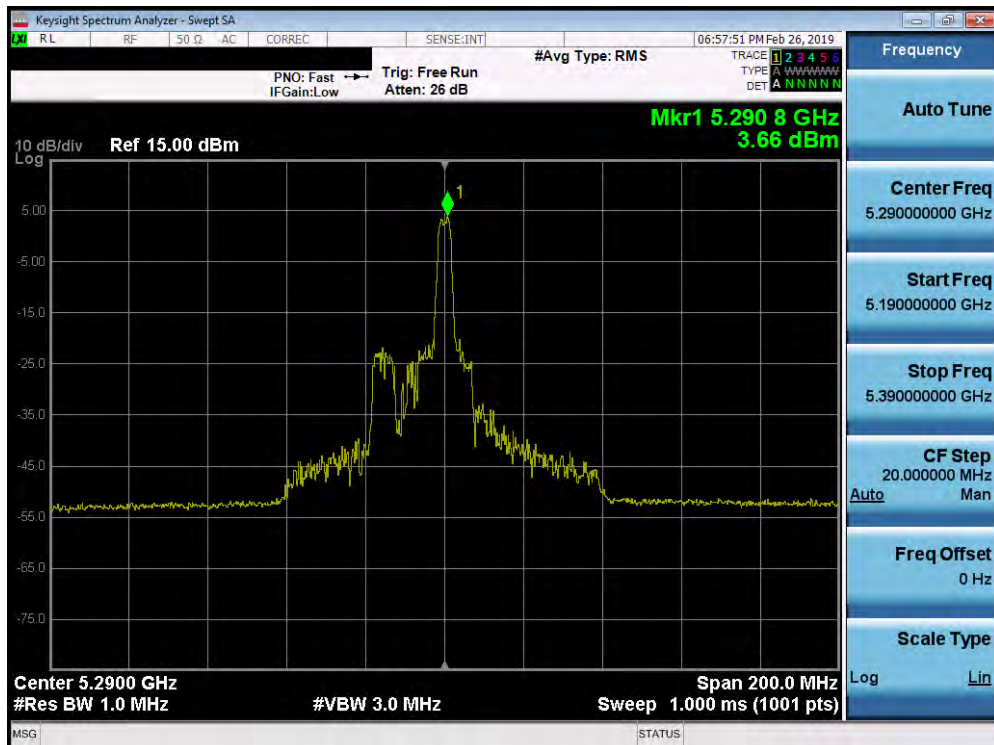 Keysight Spectrum Analyzer - Swept SA
LXI RL RF 50 Ω AC CORREC SENSE:INT 06:57:51 PM Feb 26, 2019
#Avg Type: RMS
TRACE 1 2 3 4 5 6
TYPE A WWWWWW
DET A N N N N N
PNO: Fast
IFGain:Low
Trig: Free Run
Atten: 26 dB
Mkr1 5.290 8 GHz
3.66 dBm
10 dB/div Ref 15.00 dBm
Log
1
5.00
-5.00
-15.0
-25.0
-35.0
-45.0
-55.0
-65.0
-75.0
Center 5.2900 GHz Span 200.0 MHz
#Res BW 1.0 MHz #VBW 3.0 MHz Sweep 1.000 ms (1001 pts)
MSG STATUS
Frequency
Auto Tune
Center Freq
5.290000000 GHz
Start Freq
5.190000000 GHz
Stop Freq
5.390000000 GHz
CF Step
20.000000 MHz
Auto Man
Freq Offset
0 Hz
Scale Type
Log Lin